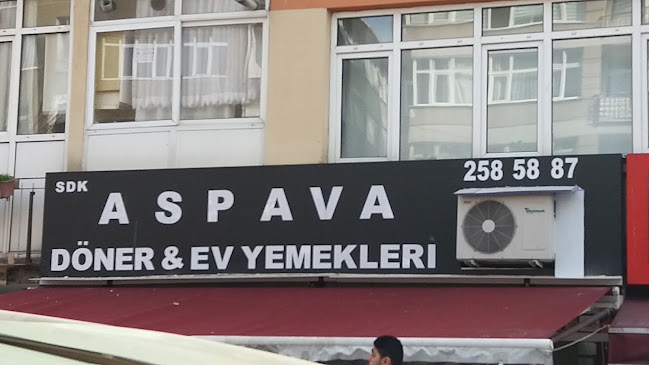 SDK
ASPAVA
258 58 87
DÖNER & EV YEMEKLERİ